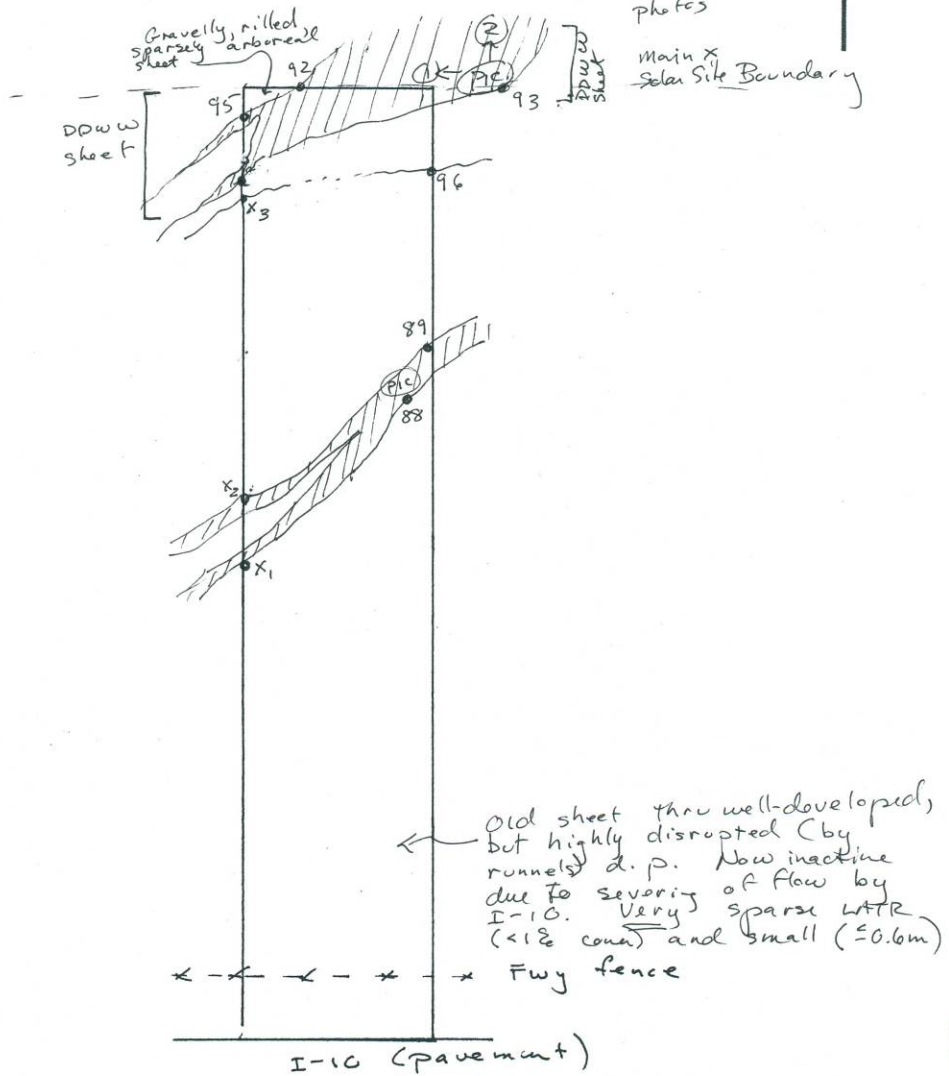 photos
main x
Solar Site Boundary
Gravelly, rilled,
sparsely arboreal
sheet
92
2
1
pic.
93
DDWW
Sheet
95
DDWW
sheet
x3
96
89
pic
88
x2
x1
Old sheet thru well-developed,
but highly disrupted (by
runnels) d.p. Now inactive
due to severing of flow by
I-10. Very sparse LATR
(<1% cover) and small (≤0.6m)
Fwy fence
I-10 (pavement)